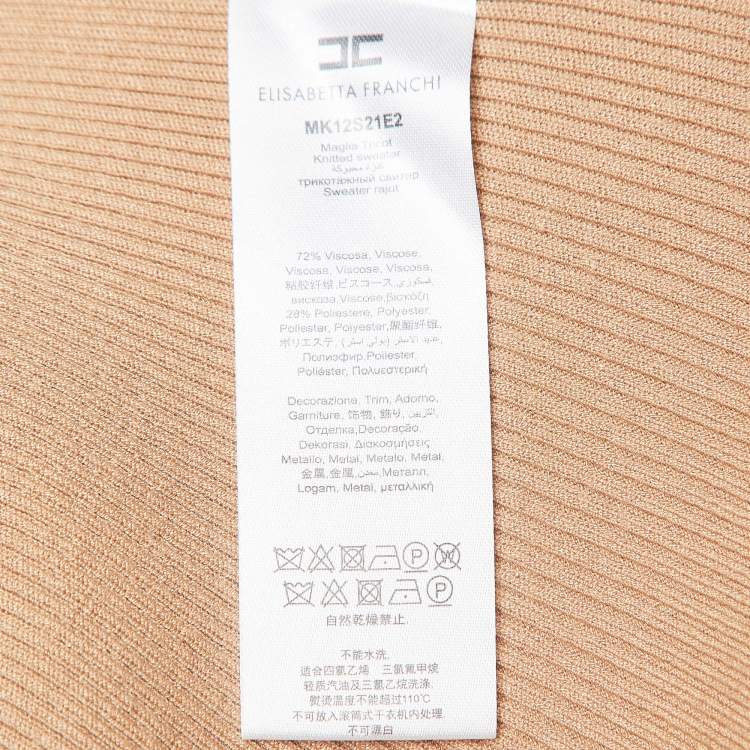 ELISABETTA FRANCHI
MK12S21E2
Maglia Tricot
Knitted sweater
трикотажный свитер
Sweater rajut
72% Viscosa, Viscose,
Viscosa, Viscose, Viscosa,
粘胶纤维,ビスコース,
вискоза,Viscose,βισκόζη
28% Poliestere, Polyester,
Poliester, Polyester,聚酯纤维,
ポリエステ,
Полиэфир,Poliester,
Poliéster, Πολυεστερική
Decorazione, Trim, Adorno,
Garniture, 饰物, 飾り,
Отделка,Decoração,
Dekorasi, Διακοσμήσεις
Metallo, Metal, Metalo, Métal,
金属,金属,معدن,Металл,
Logam, Metal, μεταλλική
P W
P
自然乾燥禁止.
不能水洗.
适合四氯乙烯 三氯氟甲烷
轻质汽油及三氯乙烷洗涤.
熨烫温度不能超过110℃
不可放入滚筒式干衣机内处理.
不可漂白